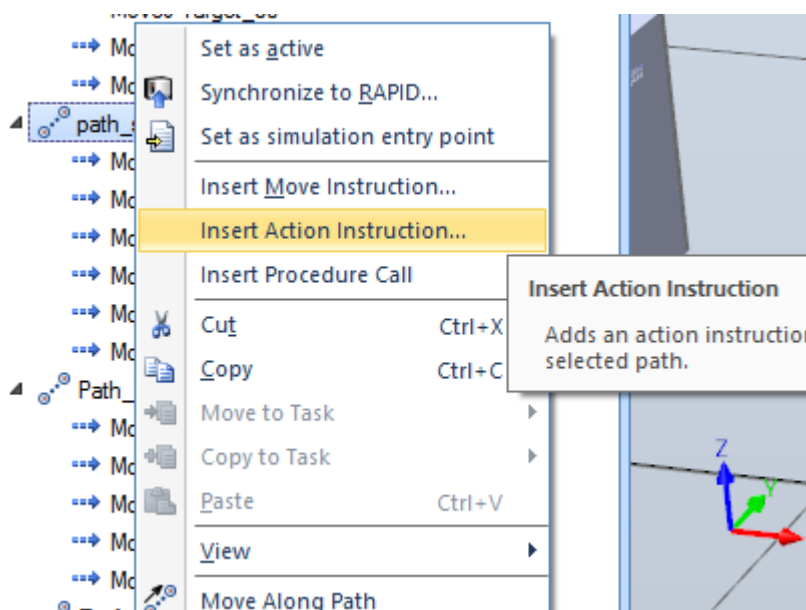 Set as active
Synchronize to RAPID...
path_
Set as simulation entry point
Insert Move Instruction...
Insert Action Instruction...
Insert Procedure Call
Insert Action Instruction
Adds an action instruction
selected path.
Cut Ctrl+X
Copy Ctrl+C
Path_
Move to Task
Copy to Task
Paste Ctrl+V
View
Move Along Path
Z
Y